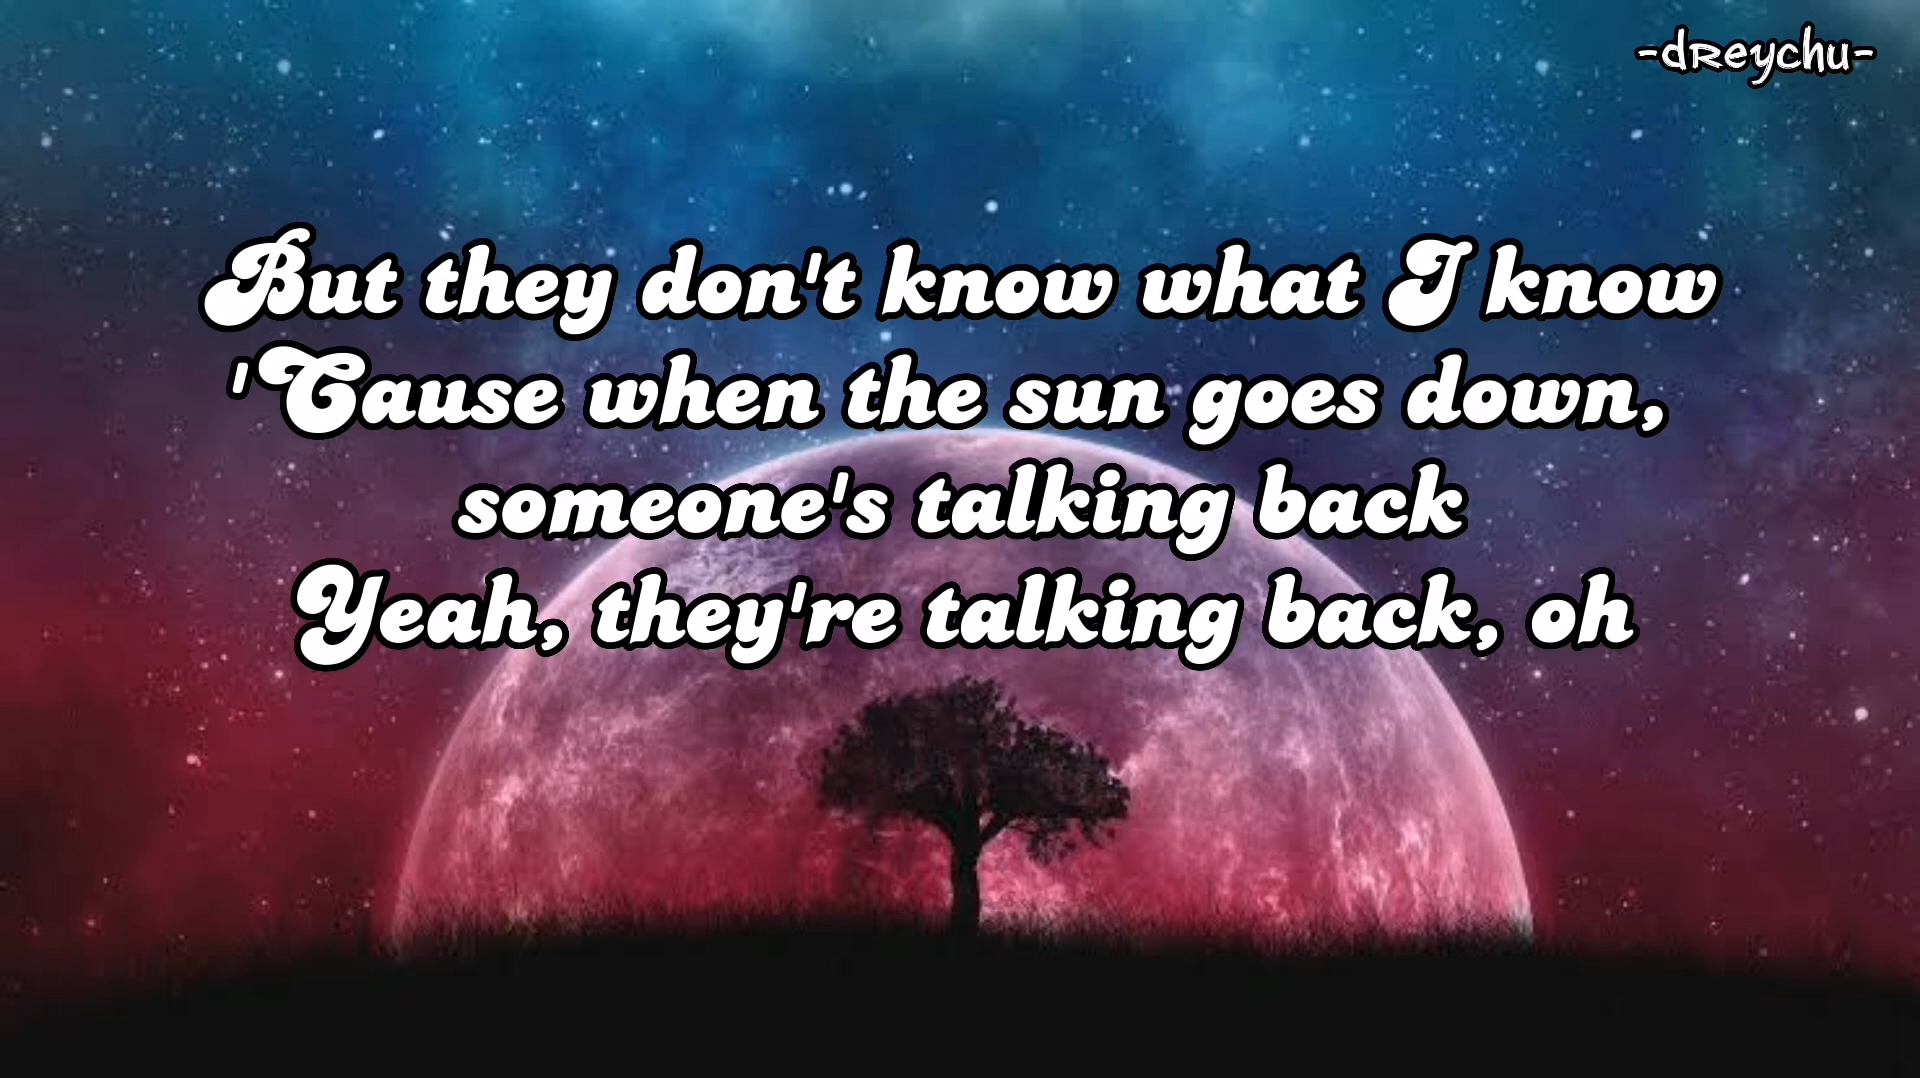 -dReychu-
But they don't know what I know
'Cause when the sun goes down,
someone's talking back
Yeah, they're talking back, oh